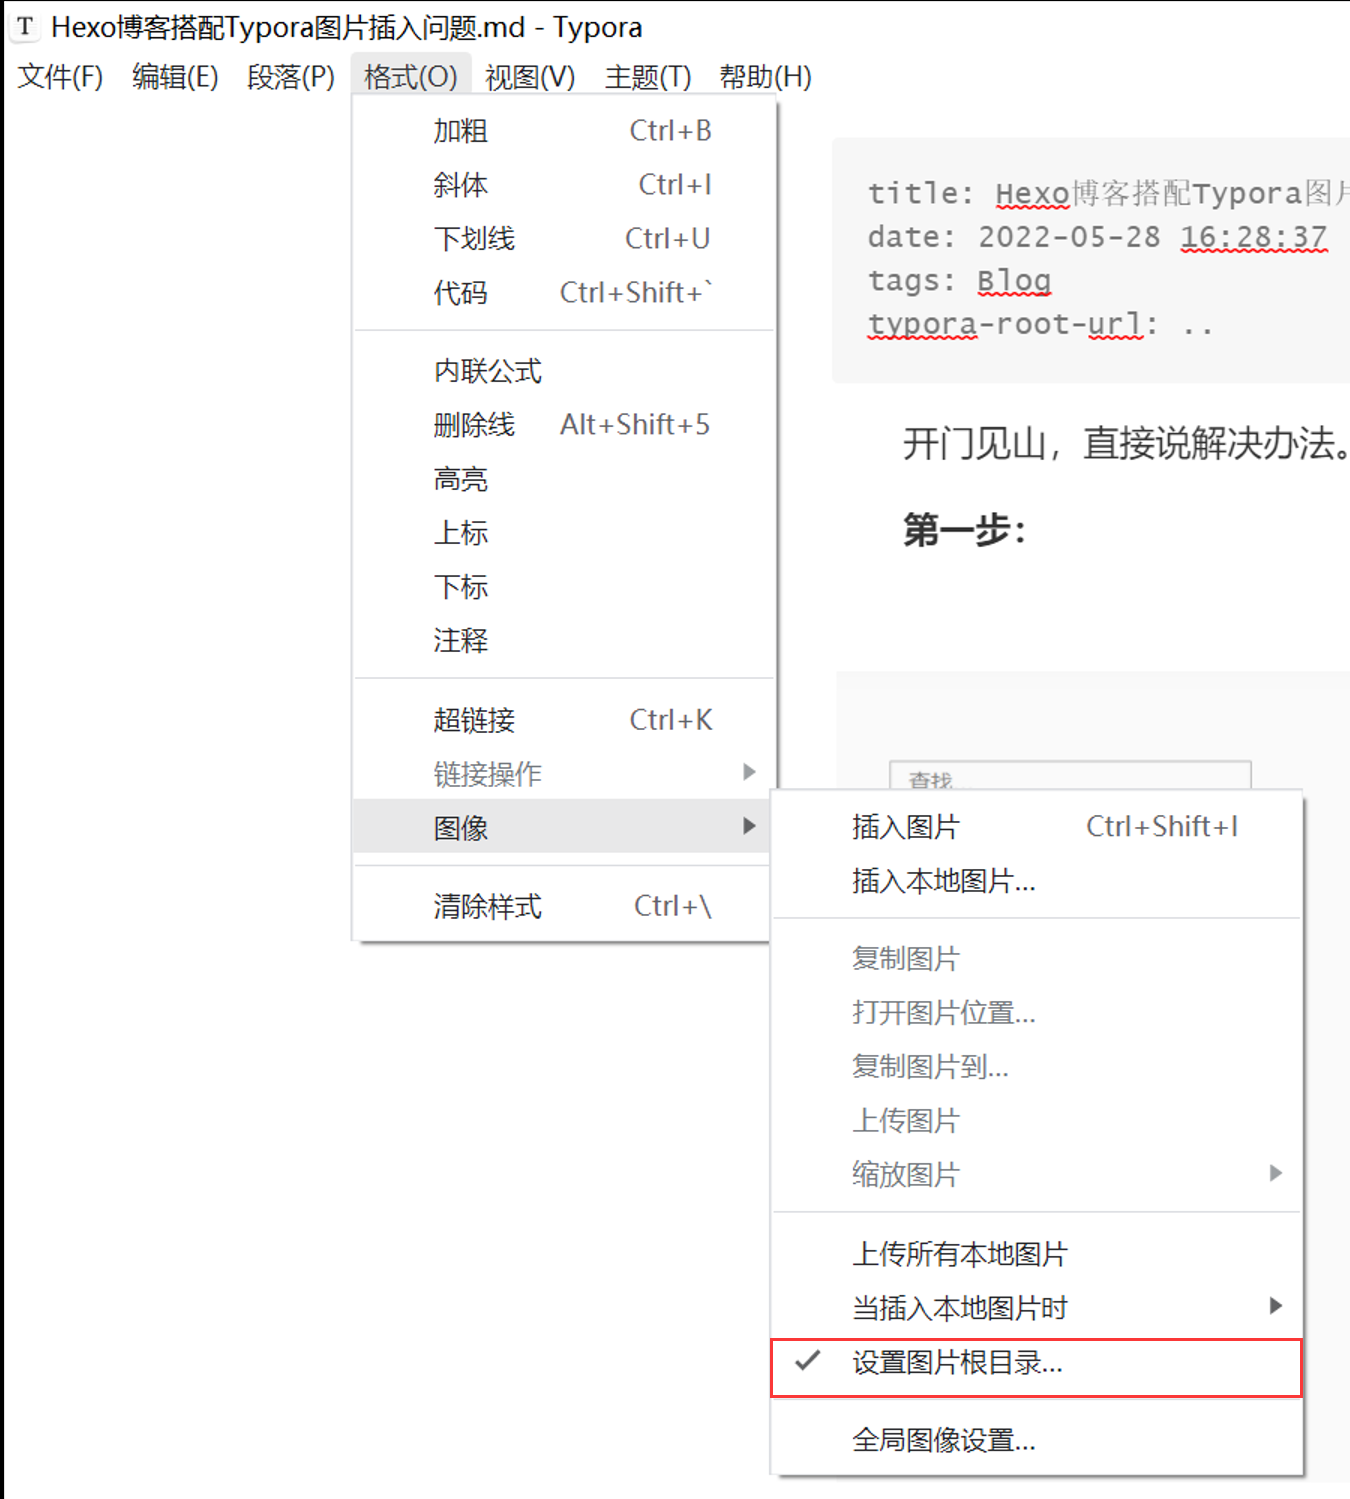 T Hexo博客搭配Typora图片插入问题.md - Typora
文件(F) 编辑(E) 段落(P) 格式(O) 视图(V) 主题(T) 帮助(H)
加粗 Ctrl+B
斜体 Ctrl+I
下划线 Ctrl+U
代码 Ctrl+Shift+`
内联公式
删除线 Alt+Shift+5
高亮
上标
下标
注释
超链接 Ctrl+K
链接操作
图像
清除样式 Ctrl+\
title: Hexo博客搭配Typora图片
date: 2022-05-28 16:28:37
tags: Blog
typora-root-url: ..
开门见山，直接说解决办法。
第一步：
查找...
插入图片 Ctrl+Shift+I
插入本地图片...
复制图片
打开图片位置...
复制图片到...
上传图片
缩放图片
上传所有本地图片
当插入本地图片时
设置图片根目录...
全局图像设置...